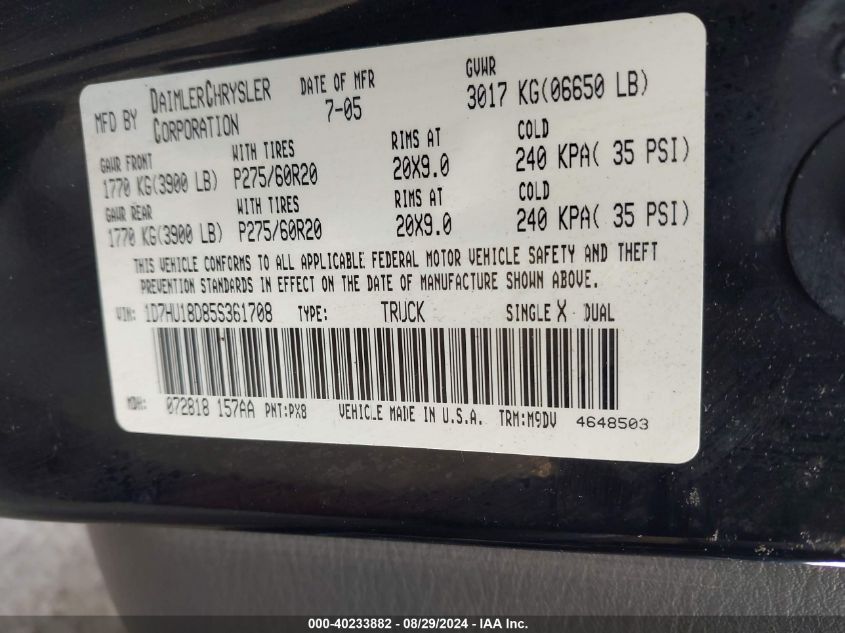 MFD BY DAIMLERCHRYSLER CORPORATION
DATE OF MFR 7-05
GVWR 3017 KG(06650 LB)
GAWR FRONT WITH TIRES RIMS AT COLD
1770 KG(3900 LB) P275/60R20 20X9.0 240 KPA( 35 PSI)
GAWR REAR WITH TIRES RIMS AT COLD
1770 KG(3900 LB) P275/60R20 20X9.0 240 KPA( 35 PSI)
THIS VEHICLE CONFORMS TO ALL APPLICABLE FEDERAL MOTOR VEHICLE SAFETY AND THEFT
PREVENTION STANDARDS IN EFFECT ON THE DATE OF MANUFACTURE SHOWN ABOVE.
VIN: 1D7HU18D85S361708 TYPE: TRUCK SINGLE X DUAL
MDH: 072818 157AA PNT:PX8 VEHICLE MADE IN U.S.A. TRM:M9DV 4648503
000-40233882 - 08/29/2024 - IAA Inc.